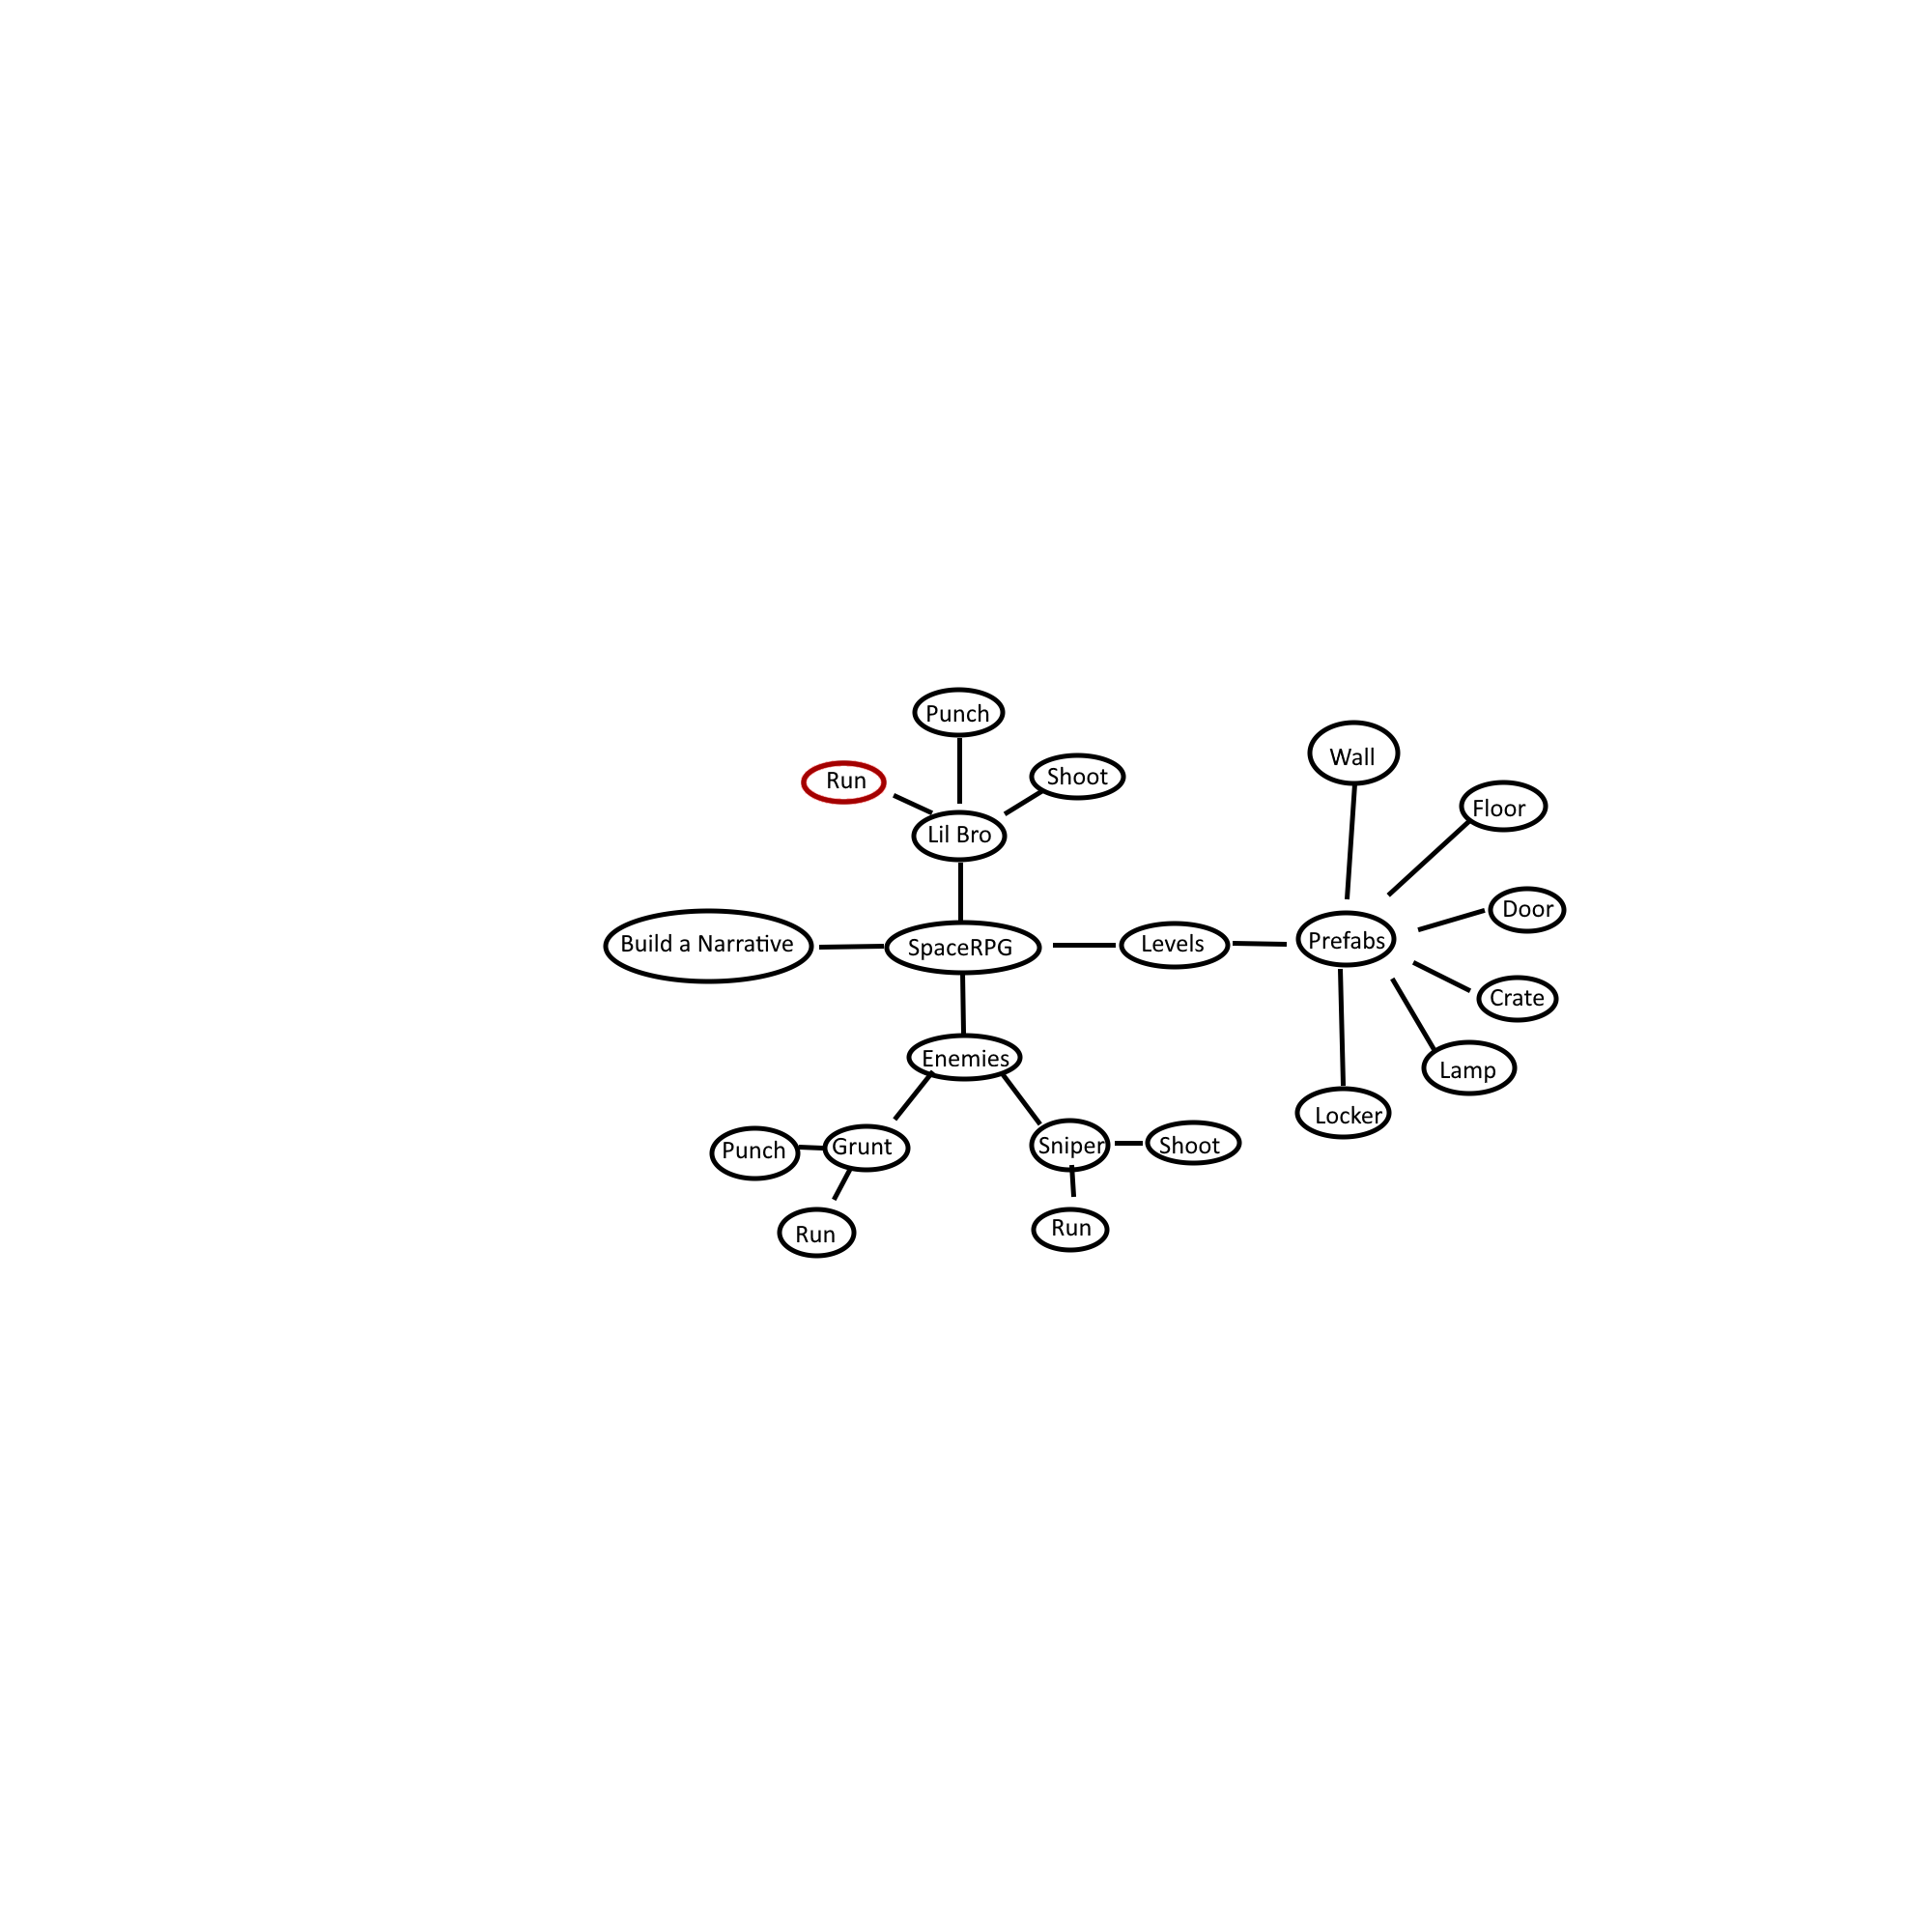 Punch
Run
Shoot
Wall
Floor
Lil Bro
Door
Build a Narrative
SpaceRPG
Levels
Prefabs
Crate
Enemies
Lamp
Locker
Punch
Grunt
Sniper
Shoot
Run
Run